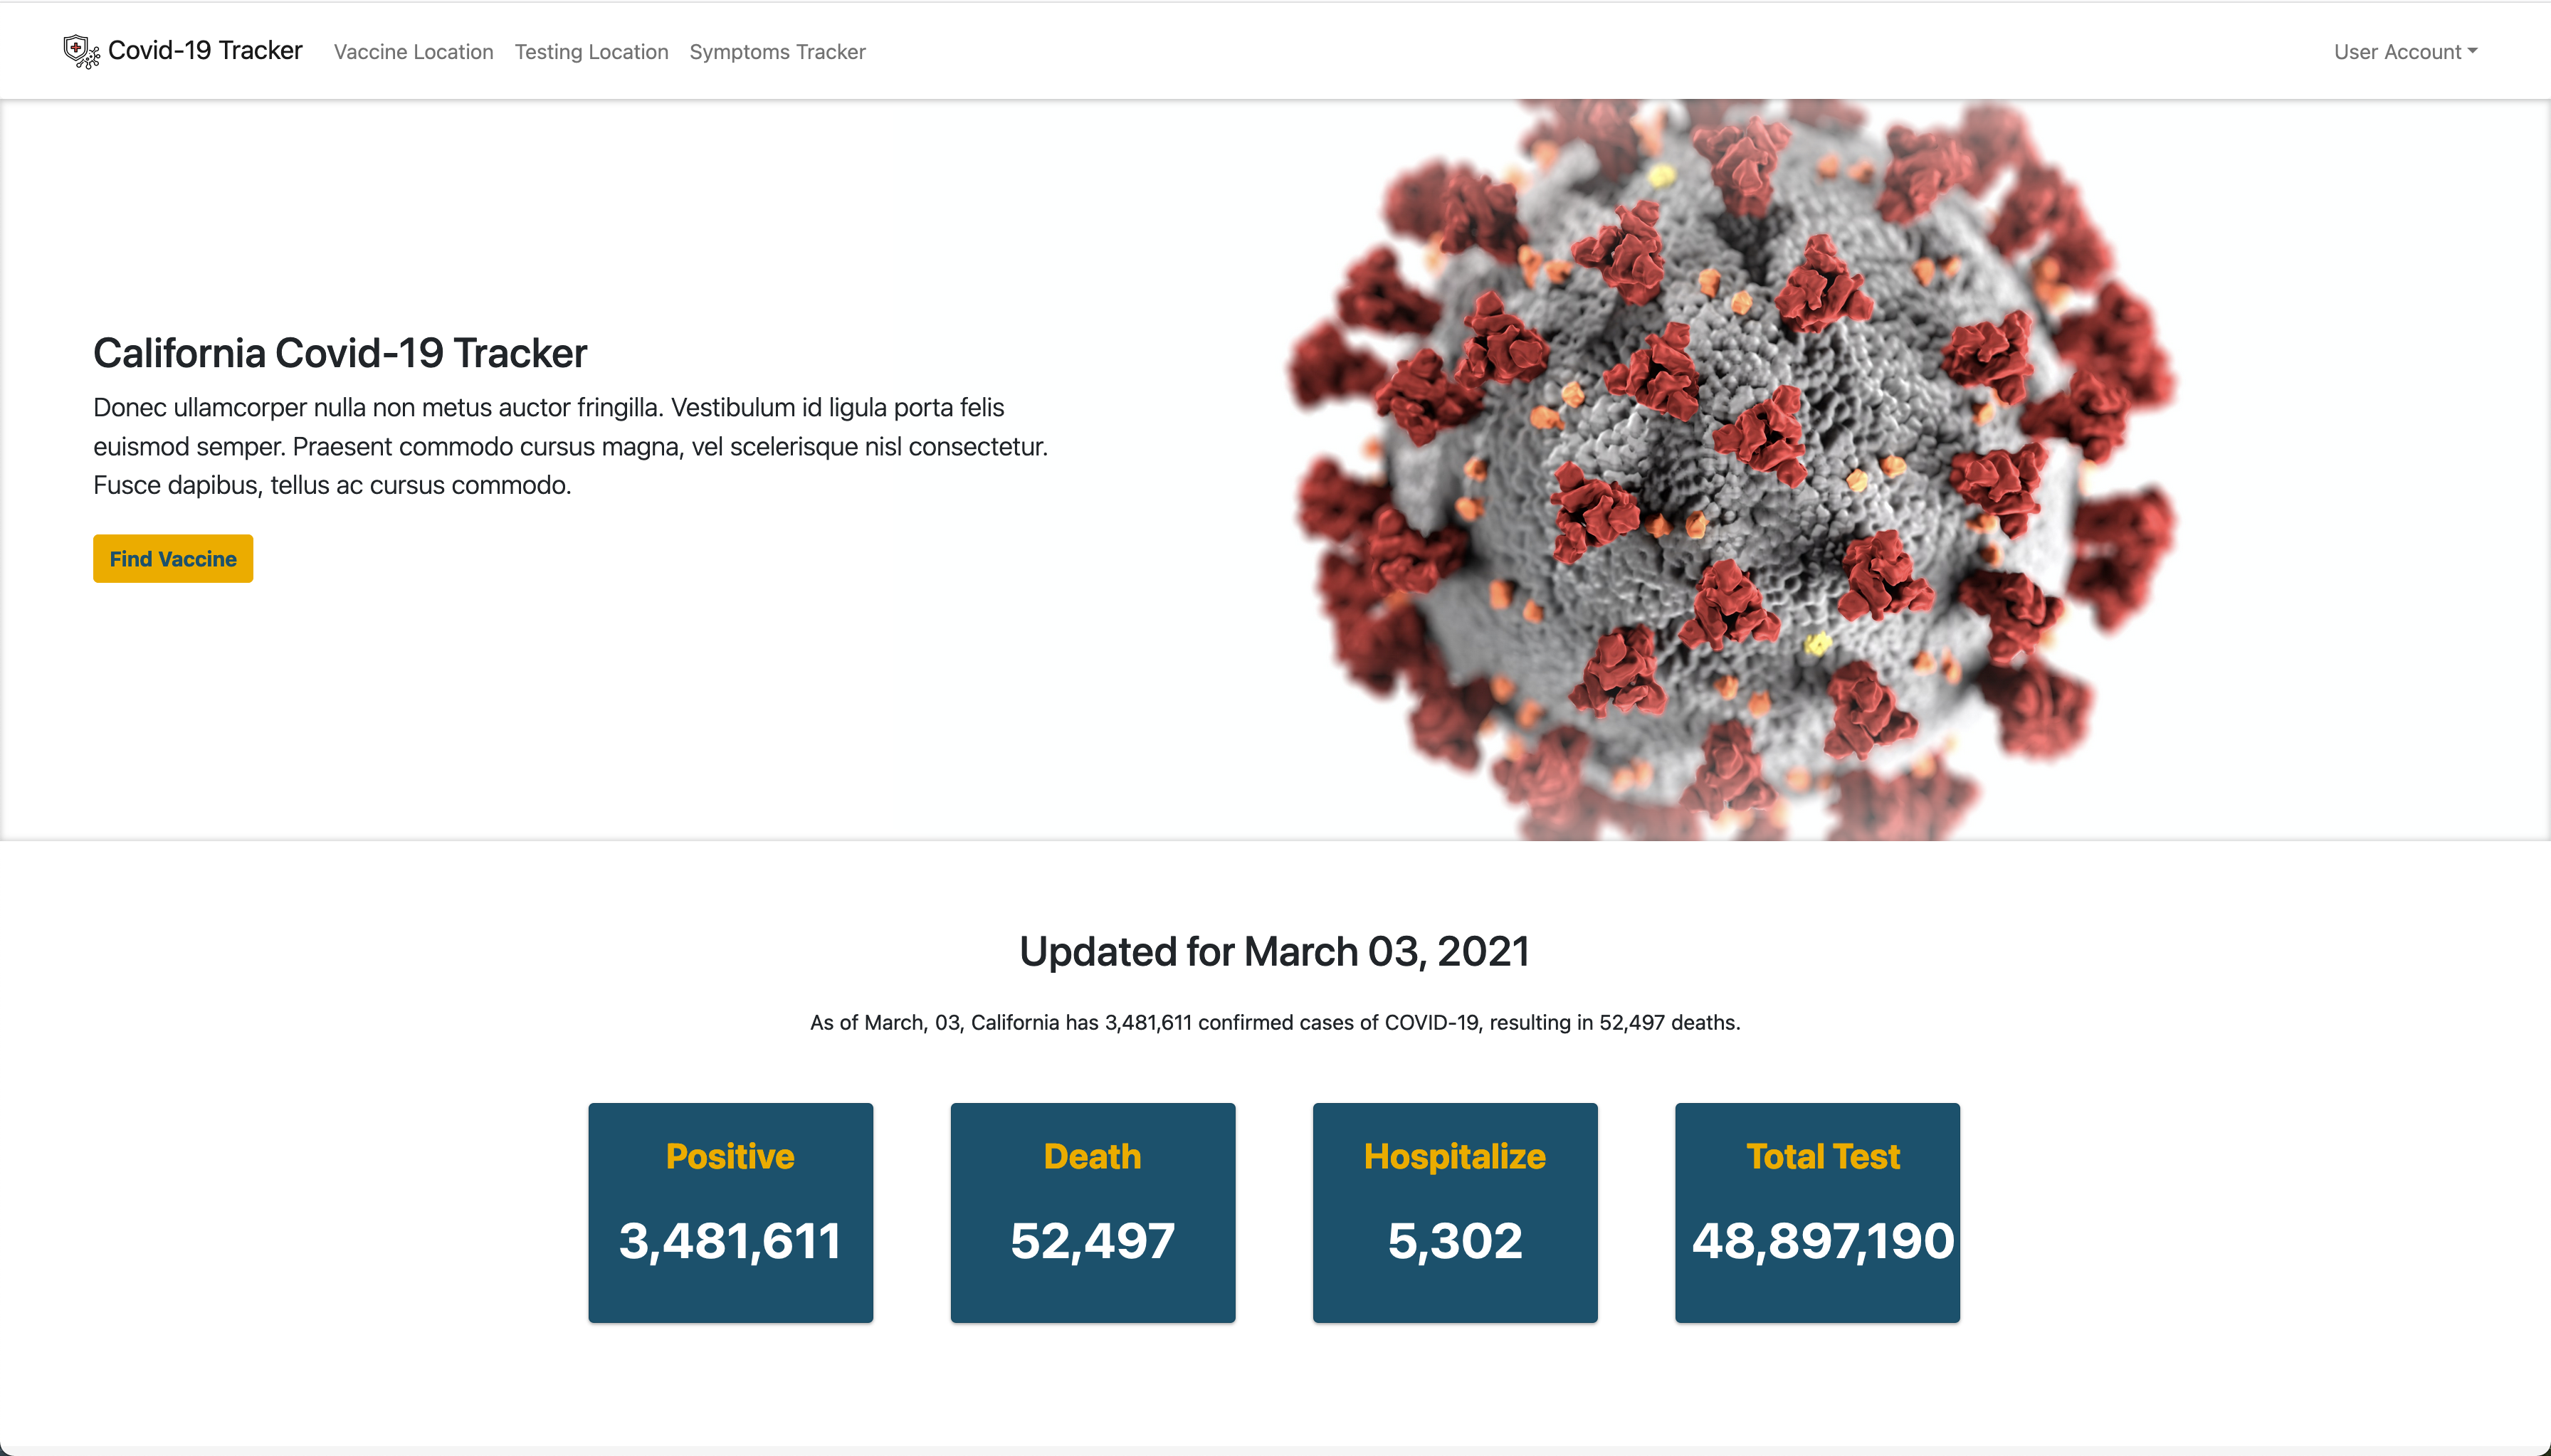 Covid-19 Tracker Vaccine Location Testing Location Symptoms Tracker User Account
California Covid-19 Tracker
Donec ullamcorper nulla non metus auctor fringilla. Vestibulum id ligula porta felis
euismod semper. Praesent commodo cursus magna, vel scelerisque nisl consectetur.
Fusce dapibus, tellus ac cursus commodo.
Find Vaccine
Updated for March 03, 2021
As of March, 03, California has 3,481,611 confirmed cases of COVID-19, resulting in 52,497 deaths.
Positive
3,481,611
Death
52,497
Hospitalize
5,302
Total Test
48,897,190